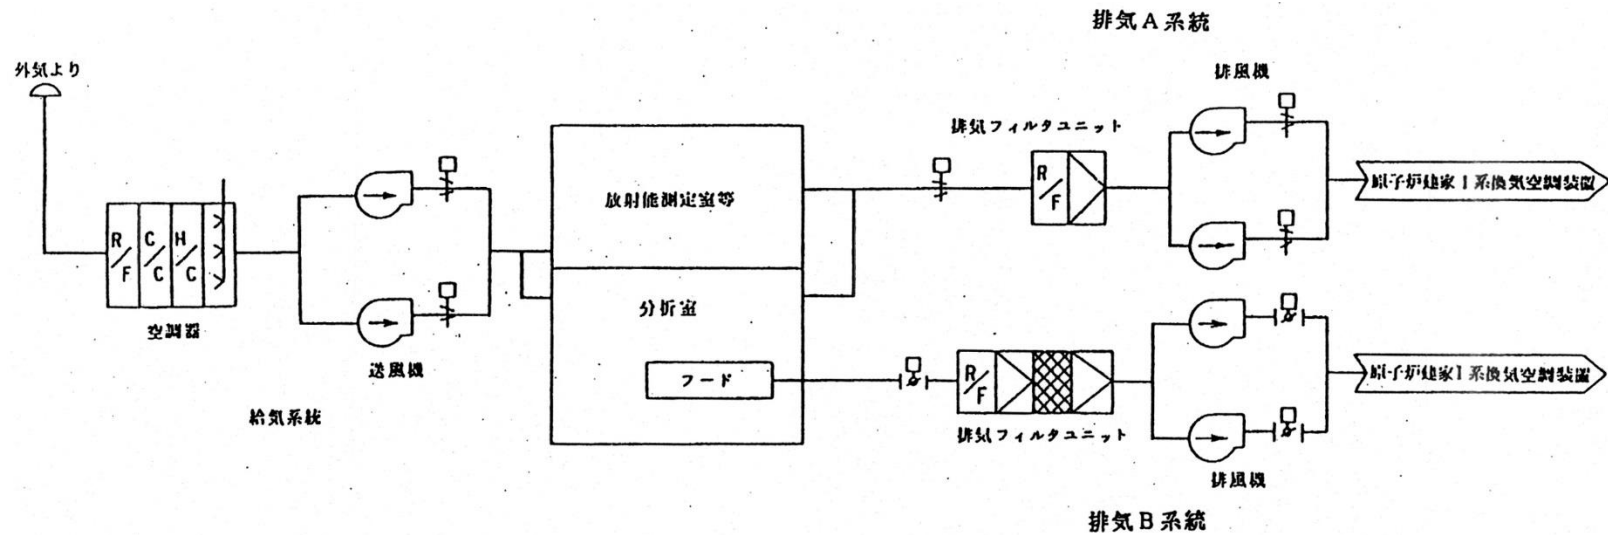 排気A系統
外気より
排風機
排気フィルタユニット
R/F
原子炉建家I系換気空調装置
放射能測定室等
R/F
C/C
H/C
空調器
送風機
給気系統
分析室
フード
R/F
排気フィルタユニット
原子炉建家I系換気空調装置
排風機
排気B系統